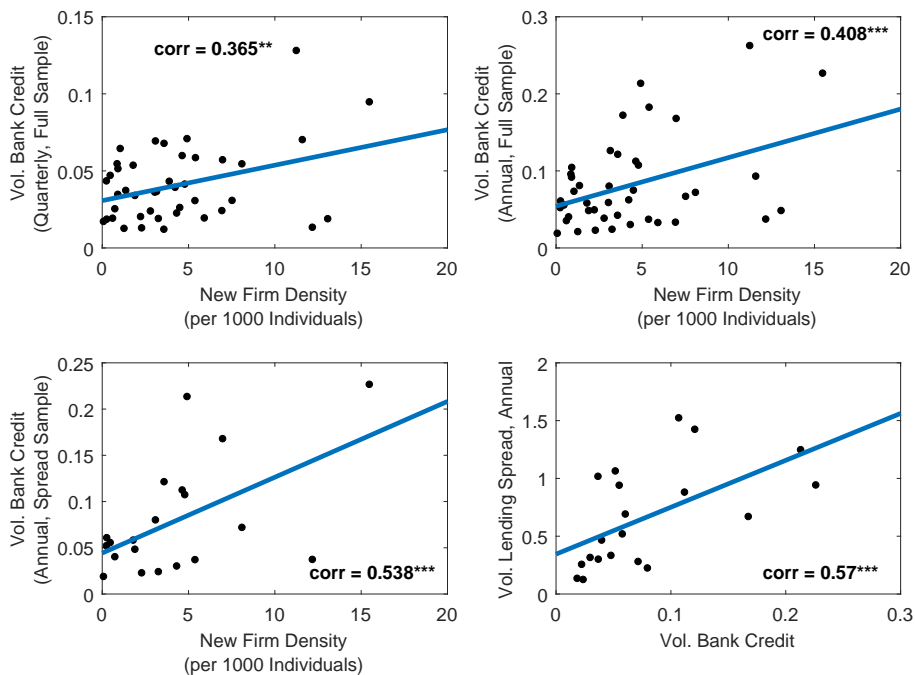 Vol. Bank Credit
(Quarterly, Full Sample)
0.15
0.1
0.05
0
corr = 0.365**
0 5 10 15 20
New Firm Density
(per 1000 Individuals)
Vol. Bank Credit
(Annual, Full Sample)
0.3
0.2
0.1
0
corr = 0.408***
0 5 10 15 20
New Firm Density
(per 1000 Individuals)
Vol. Bank Credit
(Annual, Spread Sample)
0.25
0.2
0.15
0.1
0.05
0
corr = 0.538***
0 5 10 15 20
New Firm Density
(per 1000 Individuals)
Vol. Lending Spread, Annual
2
1.5
1
0.5
0
corr = 0.57***
0 0.1 0.2 0.3
Vol. Bank Credit